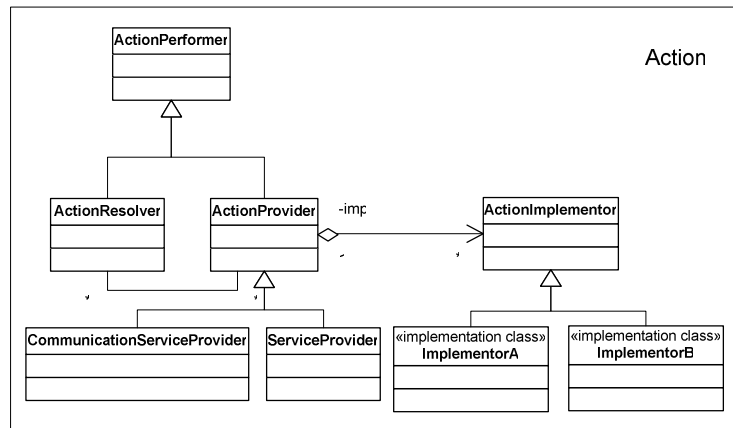 ActionPerformer
Action
ActionResolver
ActionProvider
-imp
ActionImplementor
*
*
*
CommunicationServiceProvider
ServiceProvider
«implementation class»
ImplementorA
«implementation class»
ImplementorB